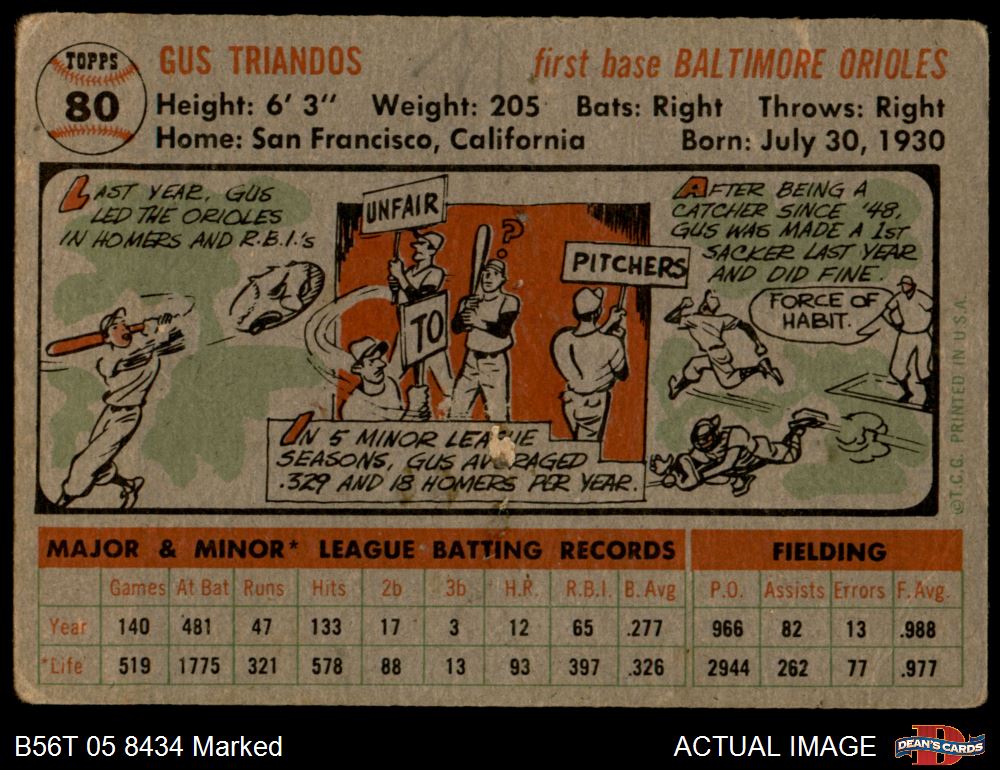 TOPPS
80
GUS TRIANDOS
first base BALTIMORE ORIOLES
Height: 6' 3" Weight: 205 Bats: Right Throws: Right
Home: San Francisco, California Born: July 30, 1930
LAST YEAR, GUS
LED THE ORIOLES
IN HOMERS AND R.B.I.'s
UNFAIR
TO
?
PITCHERS
AFTER BEING A
CATCHER SINCE '48,
GUS WAS MADE A 1ST
SACKER LAST YEAR
AND DID FINE.
FORCE OF
HABIT.
IN 5 MINOR LEAGUE
SEASONS, GUS AVERAGED
.329 AND 18 HOMERS PER YEAR.
©T.C.G. PRINTED IN U.S.A.
MAJOR & MINOR* LEAGUE BATTING RECORDS FIELDING
Games At Bat Runs Hits 2b 3b H.R. R.B.I. B. Avg P.O. Assists Errors F. Avg.
Year 140 481 47 133 17 3 12 65 .277 966 82 13 .988
*Life 519 1775 321 578 88 13 93 397 .326 2944 262 77 .977
B56T 05 8434 Marked
ACTUAL IMAGE
D
DEAN'S CARDS